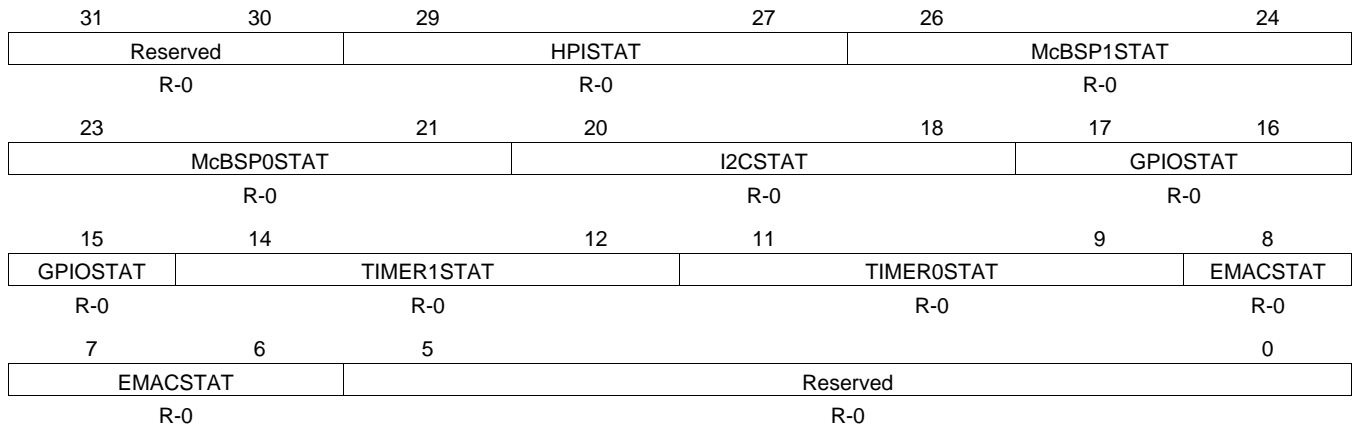 31 30 29 27 26 24
Reserved HPISTAT McBSP1STAT
R-0 R-0 R-0
23 21 20 18 17 16
McBSP0STAT I2CSTAT GPIOSTAT
R-0 R-0 R-0
15 14 12 11 9 8
GPIOSTAT TIMER1STAT TIMER0STAT EMACSTAT
R-0 R-0 R-0 R-0
7 6 5 0
EMACSTAT Reserved
R-0 R-0